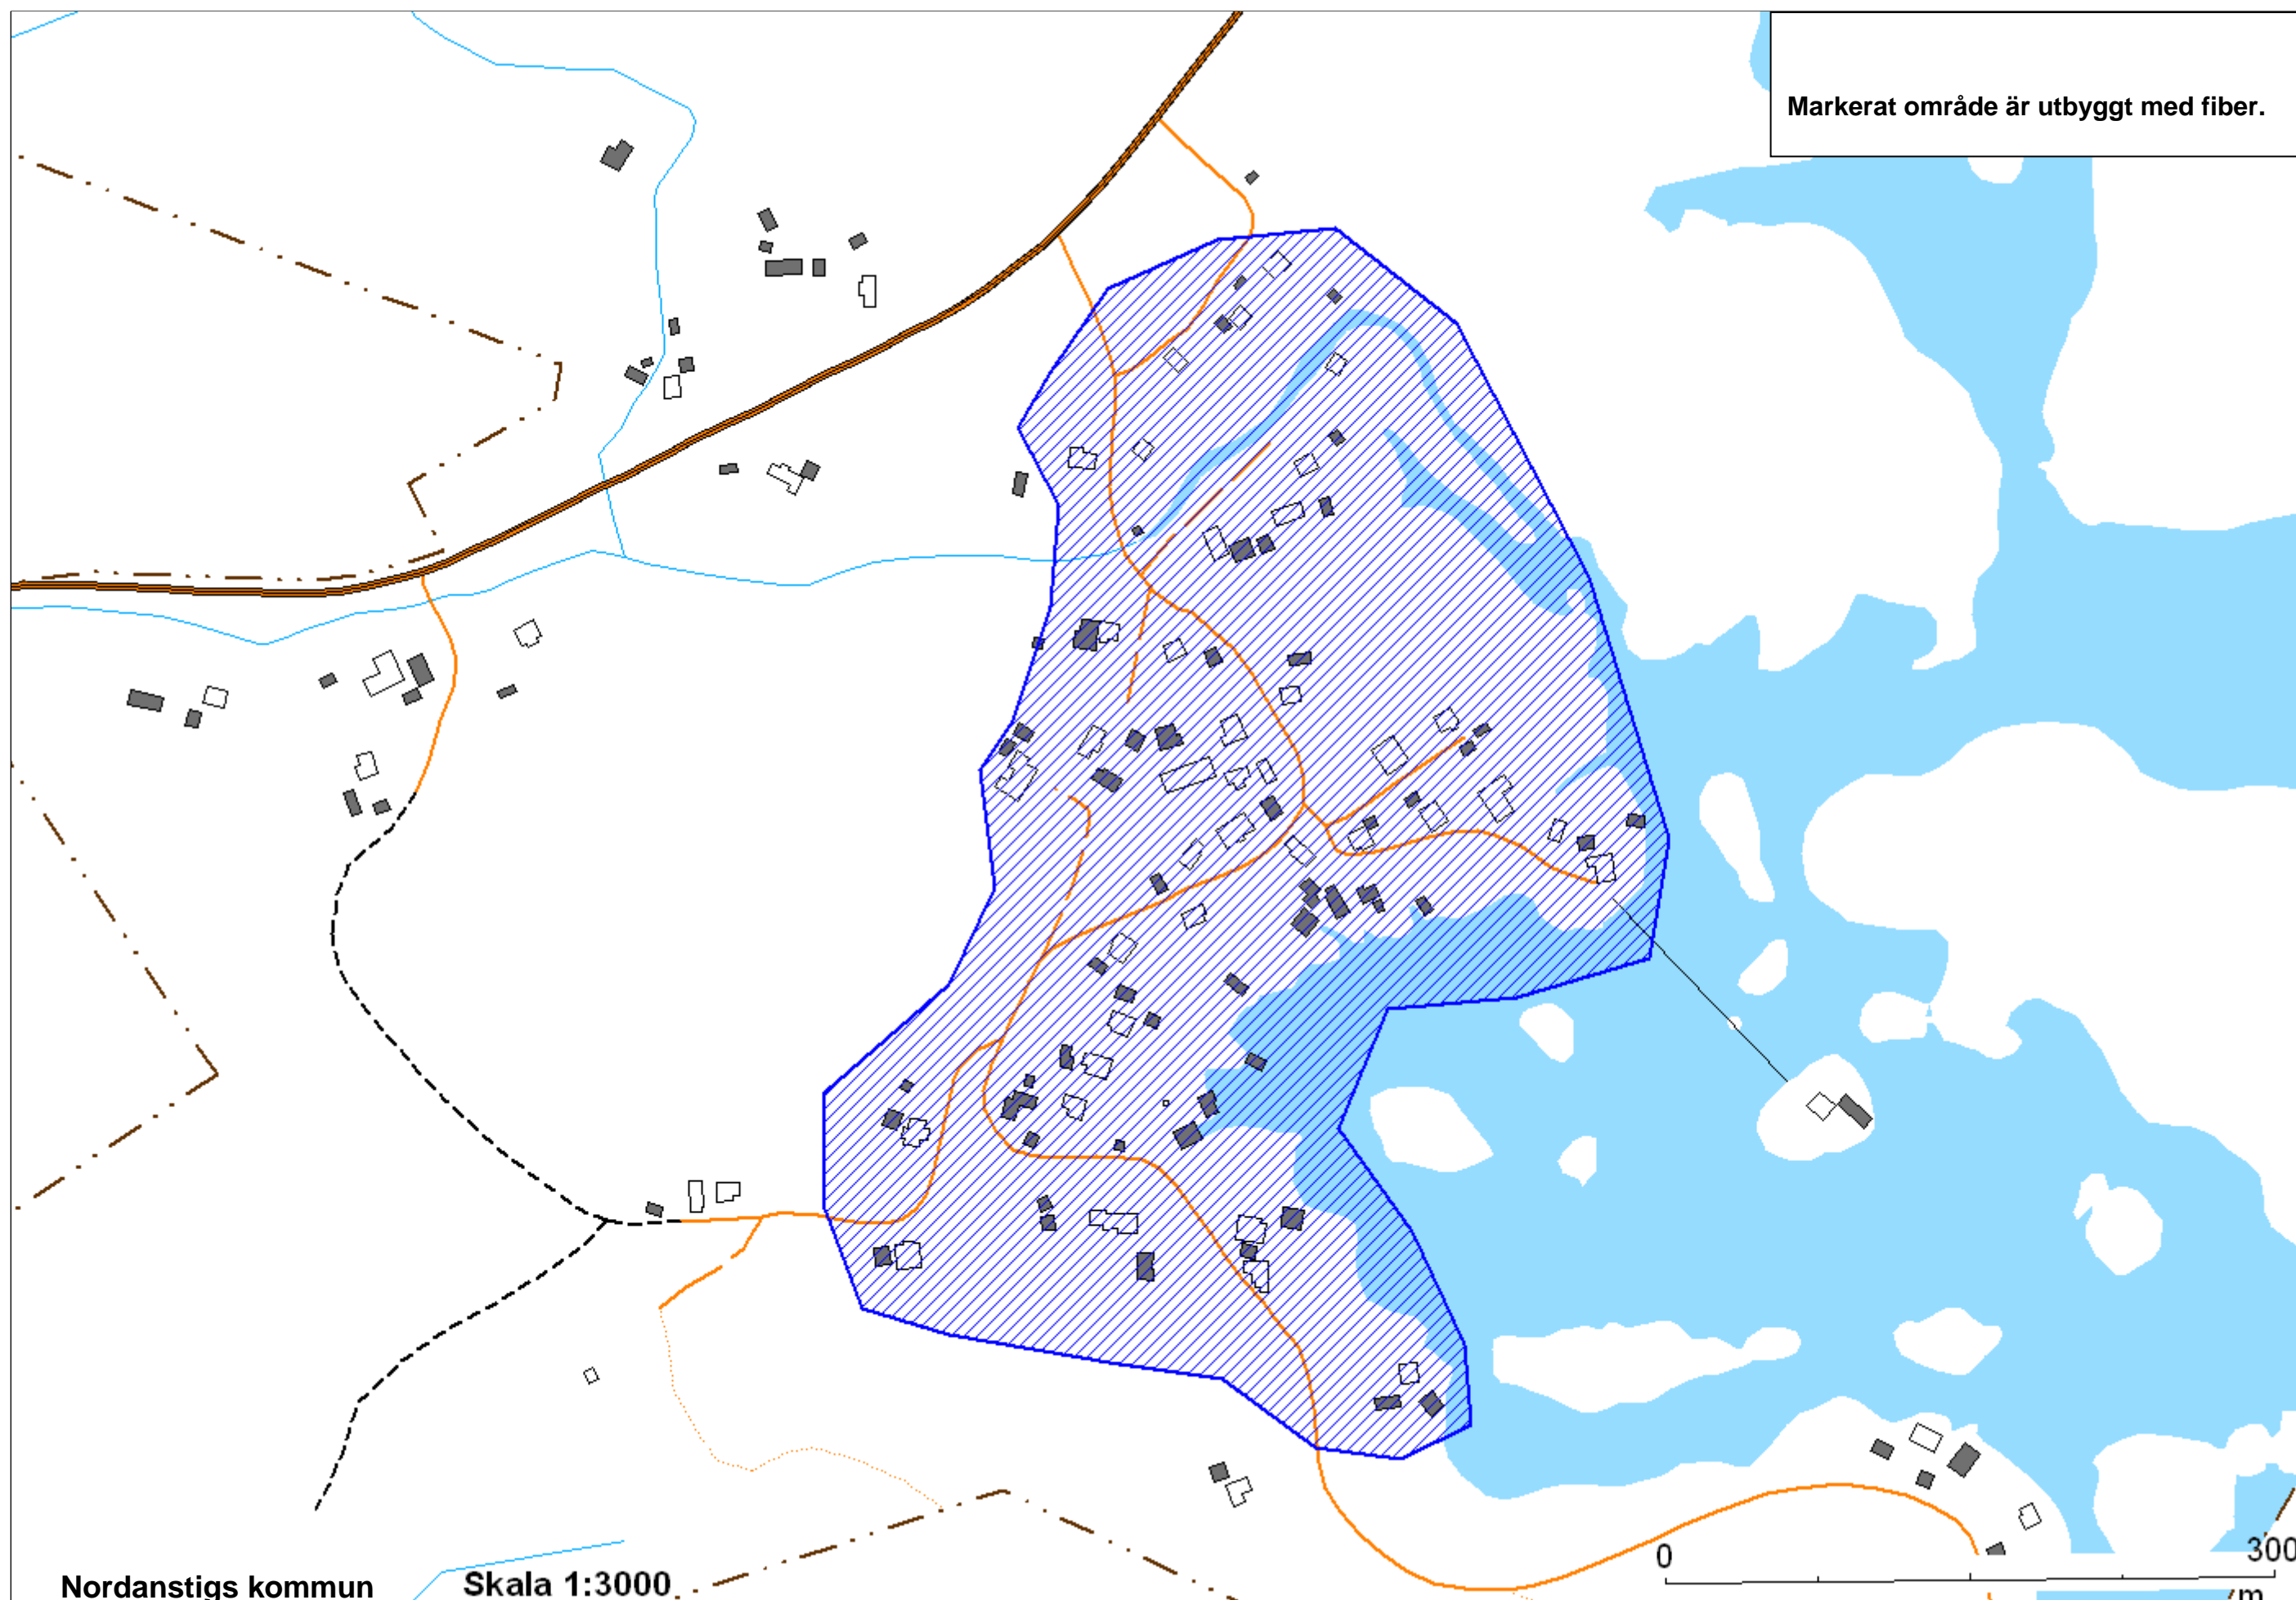 Markerat område är utbyggt med fiber.
0
300
m
Nordanstigs kommun
Skala 1:3000